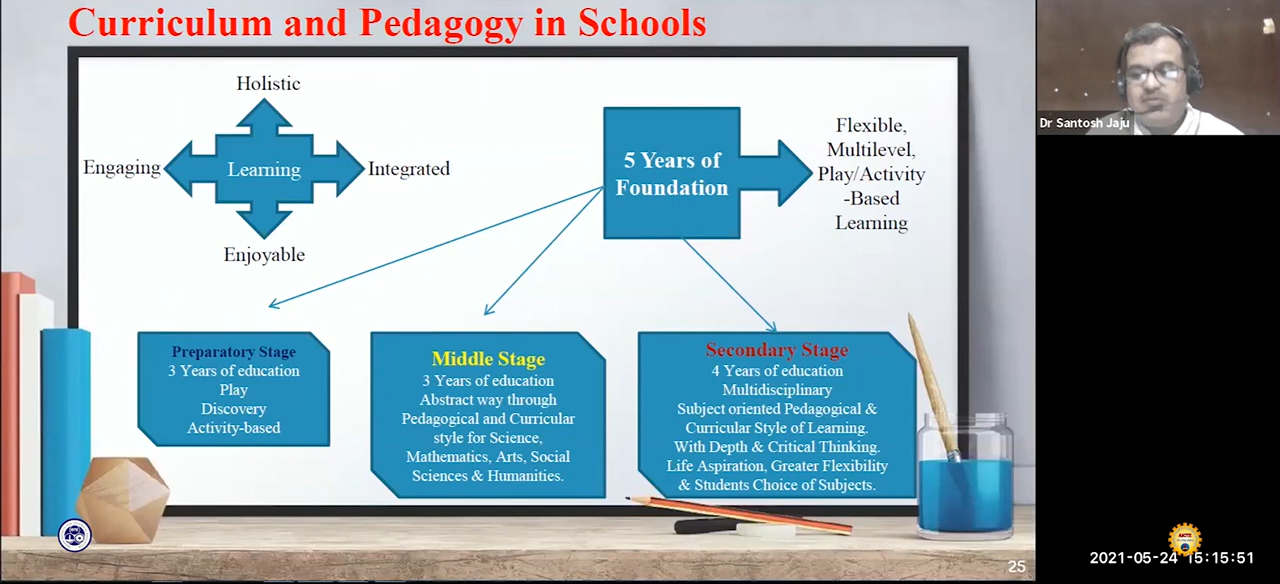 Curriculum and Pedagogy in Schools
Holistic
Engaging
Learning
Integrated
Enjoyable
5 Years of
Foundation
Flexible,
Multilevel,
Play/Activity
-Based
Learning
Preparatory Stage
3 Years of education
Play
Discovery
Activity-based
Middle Stage
3 Years of education
Abstract way through
Pedagogical and Curricular
style for Science,
Mathematics, Arts, Social
Sciences & Humanities.
Secondary Stage
4 Years of education
Multidisciplinary
Subject oriented Pedagogical &
Curricular Style of Learning.
With Depth & Critical Thinking.
Life Aspiration, Greater Flexibility
& Students Choice of Subjects.
25
Dr Santosh Jaju
AICTE
2021-05-24 15:15:51